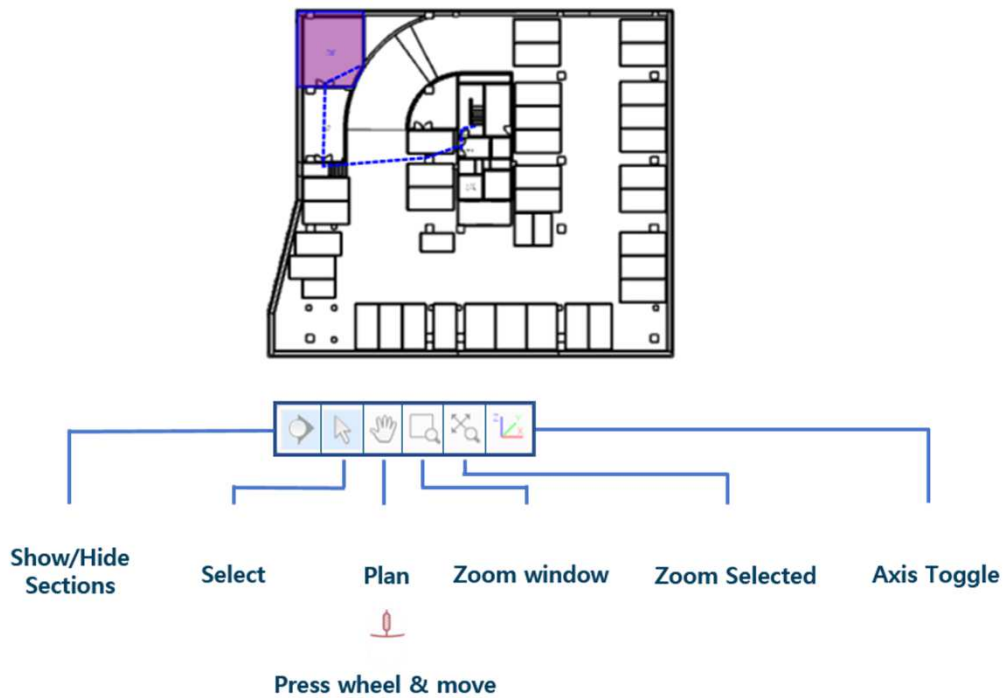 Z
Y
X
Show/Hide
Sections
Select
Plan
Zoom window
Zoom Selected
Axis Toggle
Press wheel & move